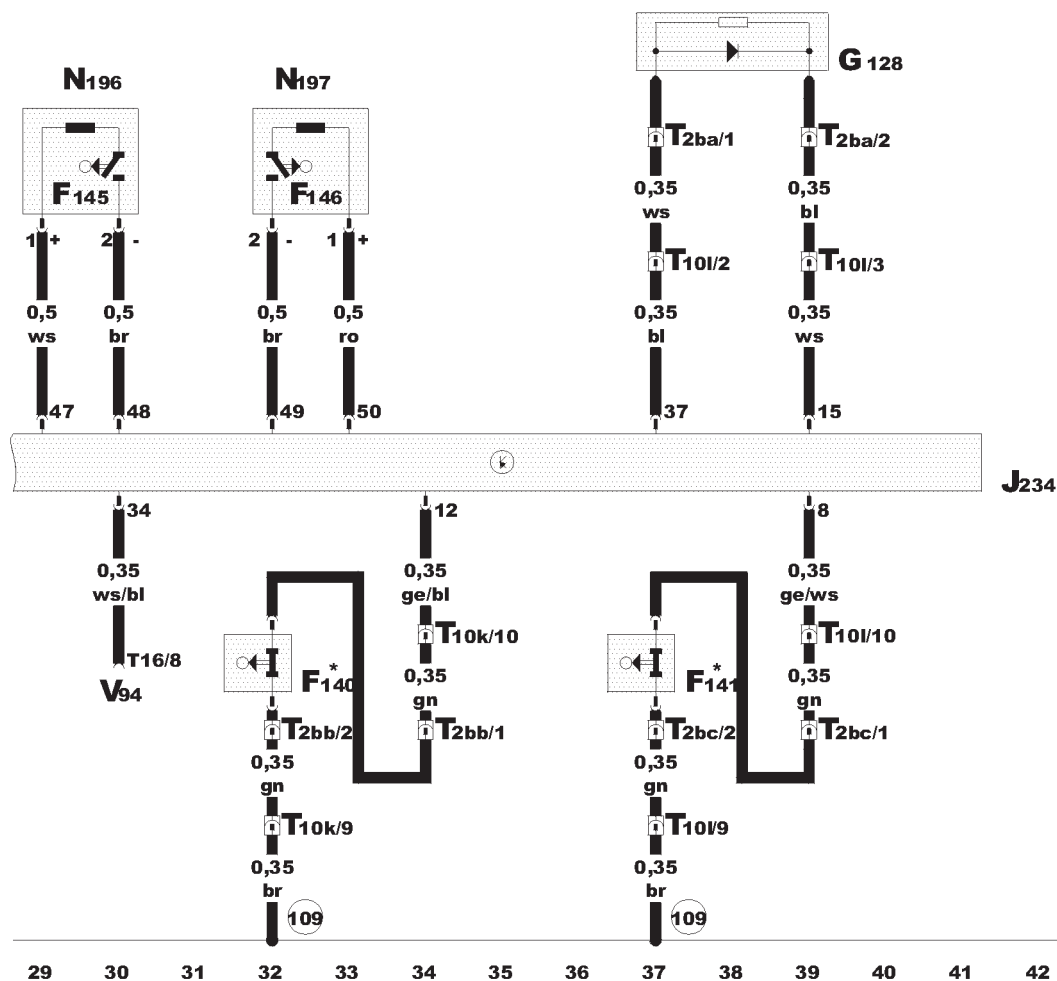 G 128
N196
N197
T2ba/1
T2ba/2
0,35
0,35
F145
F146
ws
bl
1 +
2 -
2 -
1 +
T10l/2
T10l/3
0,5
0,5
0,5
0,5
0,35
0,35
ws
br
br
ro
bl
ws
47
48
49
50
37
15
J234
34
12
8
0,35
0,35
0,35
ws/bl
ge/bl
ge/ws
T10k/10
T10l/10
T16/8
F140*
F141*
0,35
0,35
V94
gn
gn
T2bb/2
T2bb/1
T2bc/2
T2bc/1
0,35
0,35
gn
gn
T10k/9
T10l/9
0,35
0,35
br
br
109
109
29 30 31 32 33 34 35 36 37 38 39 40 41 42